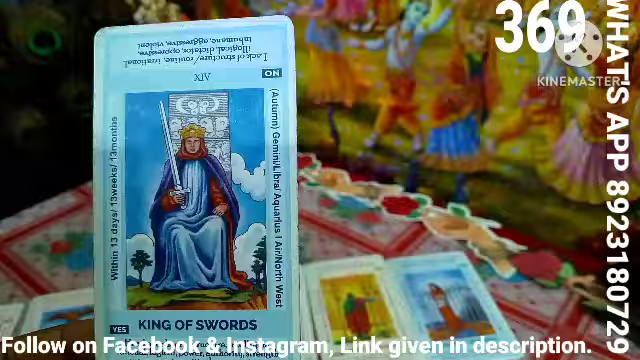 369
KINEMASTER
WHAT'S APP 8923180729
Lack of structure/ routine, irrational,
illogical, dictator, oppressive,
inhumane, aggressive, violent
NO
XIV
Within 13 days/ 13weeks/ 13months
(Autumn) Gemini/Libra/ Aquarius I Air/North West
YES
KING OF SWORDS
Follow on Facebook & Instagram, Link given in description.